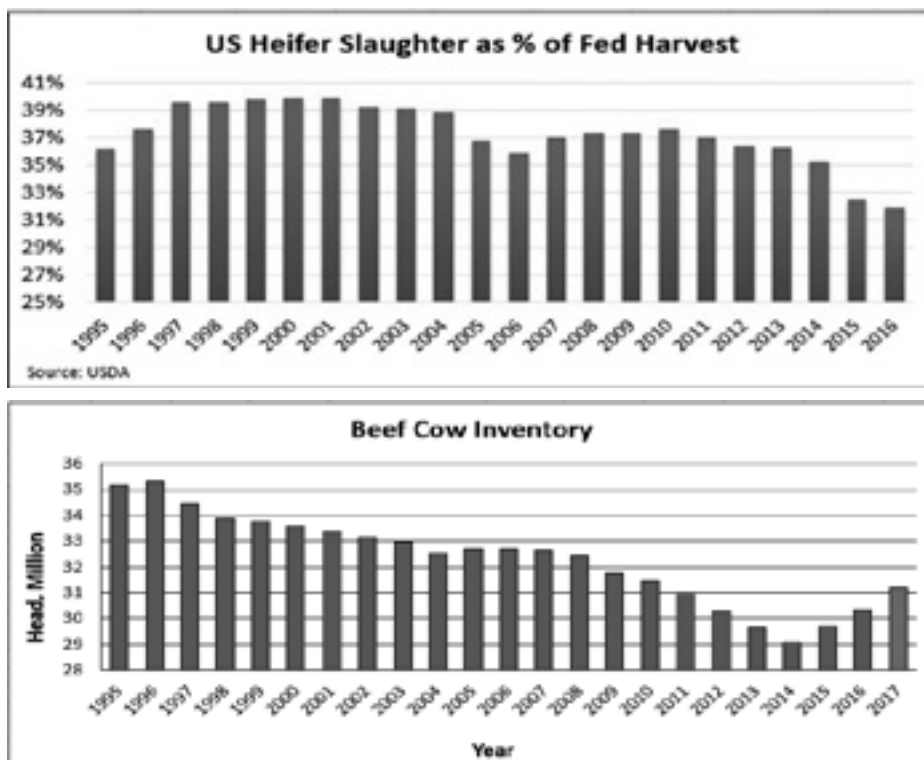 US Heifer Slaughter as % of Fed Harvest
41%
39%
37%
35%
33%
31%
29%
27%
25%
1995 1996 1997 1998 1999 2000 2001 2002 2003 2004 2005 2006 2007 2008 2009 2010 2011 2012 2013 2014 2015 2016
Source: USDA
Beef Cow Inventory
36
35
34
33
32
31
30
29
28
Head, Million
1995 1996 1997 1998 1999 2000 2001 2002 2003 2004 2005 2006 2007 2008 2009 2010 2011 2012 2013 2014 2015 2016 2017
Year